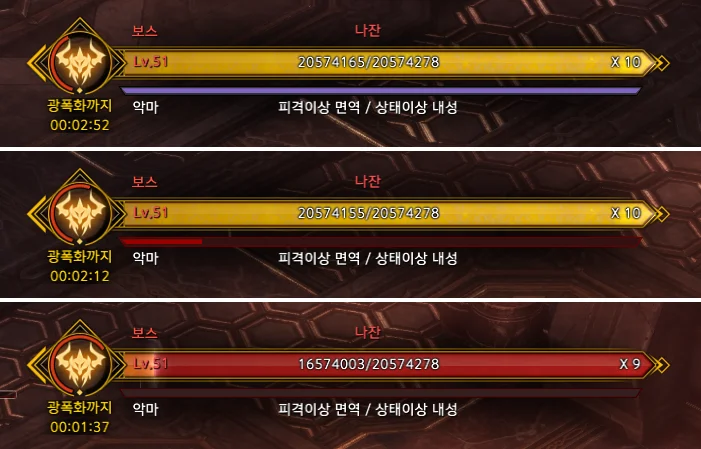 보스 나잔
Lv.51 20574165/20574278 X 10
광폭화까지 악마 피격이상 면역 / 상태이상 내성
00:02:52
보스 나잔
Lv.51 20574155/20574278 X 10
광폭화까지 악마 피격이상 면역 / 상태이상 내성
00:02:12
보스 나잔
Lv.51 16574003/20574278 X 9
광폭화까지 악마 피격이상 면역 / 상태이상 내성
00:01:37